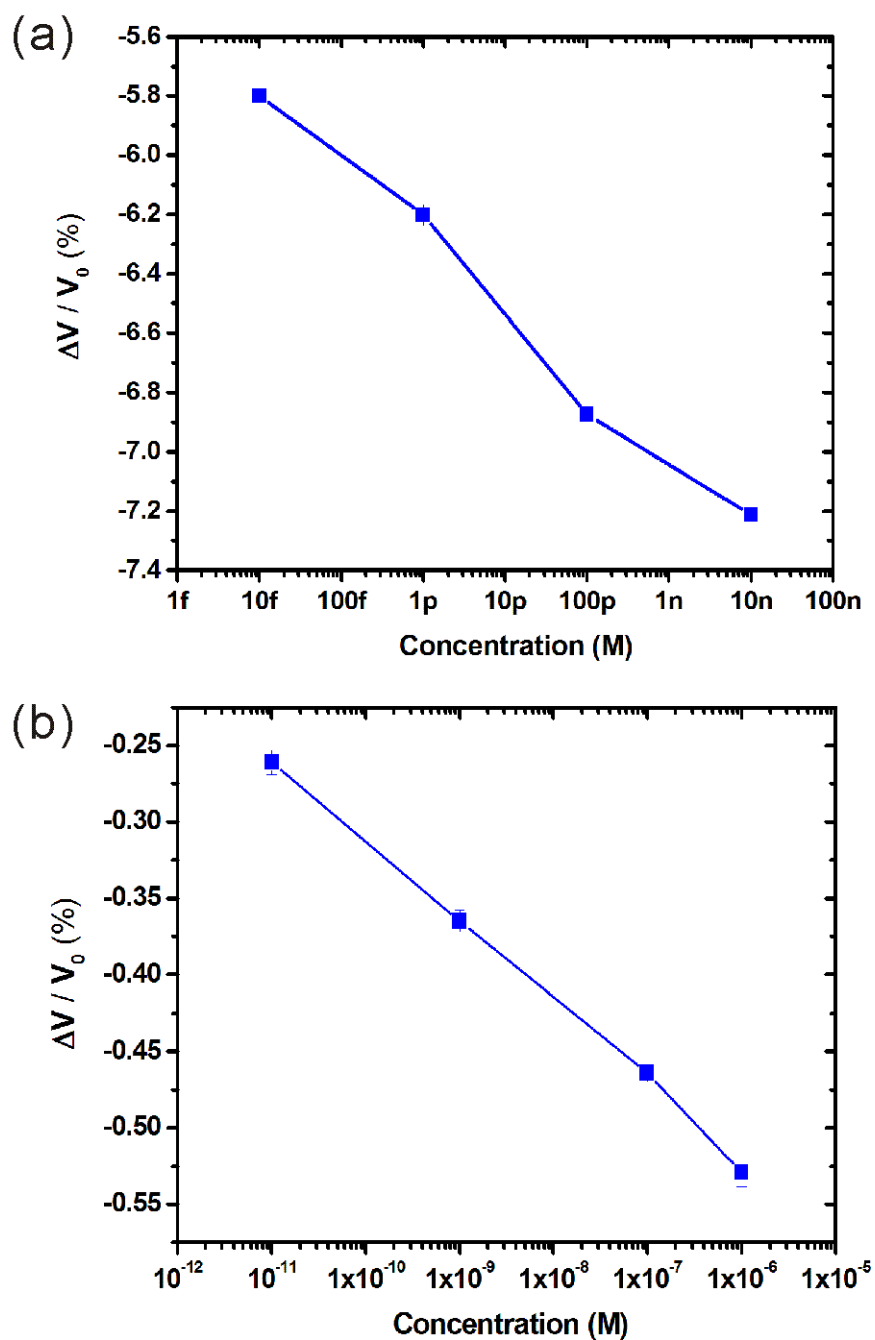 (a)
-5.6
-5.8
-6.0
-6.2
-6.4
-6.6
-6.8
-7.0
-7.2
-7.4
ΔV / V₀ (%)
1f 10f 100f 1p 10p 100p 1n 10n 100n
Concentration (M)
(b)
-0.25
-0.30
-0.35
-0.40
-0.45
-0.50
-0.55
ΔV / V₀ (%)
10⁻¹² 10⁻¹¹ 1x10⁻¹⁰ 1x10⁻⁹ 1x10⁻⁸ 1x10⁻⁷ 1x10⁻⁶ 1x10⁻⁵
Concentration (M)